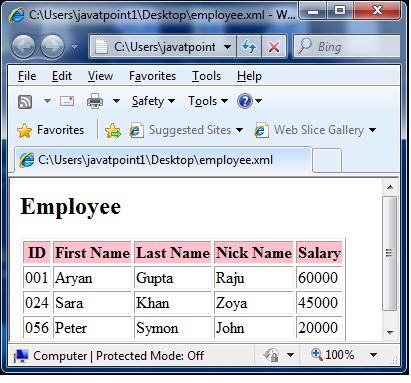 C:\Users\javatpoint1\Desktop\employee.xml - W...
C:\Users\javatpoint
Bing
File Edit View Favorites Tools Help
Safety Tools
Favorites Suggested Sites Web Slice Gallery
C:\Users\javatpoint1\Desktop\employee.xml
Employee
ID First Name Last Name Nick Name Salary
001 Aryan Gupta Raju 60000
024 Sara Khan Zoya 45000
056 Peter Symon John 20000
Computer | Protected Mode: Off 100%